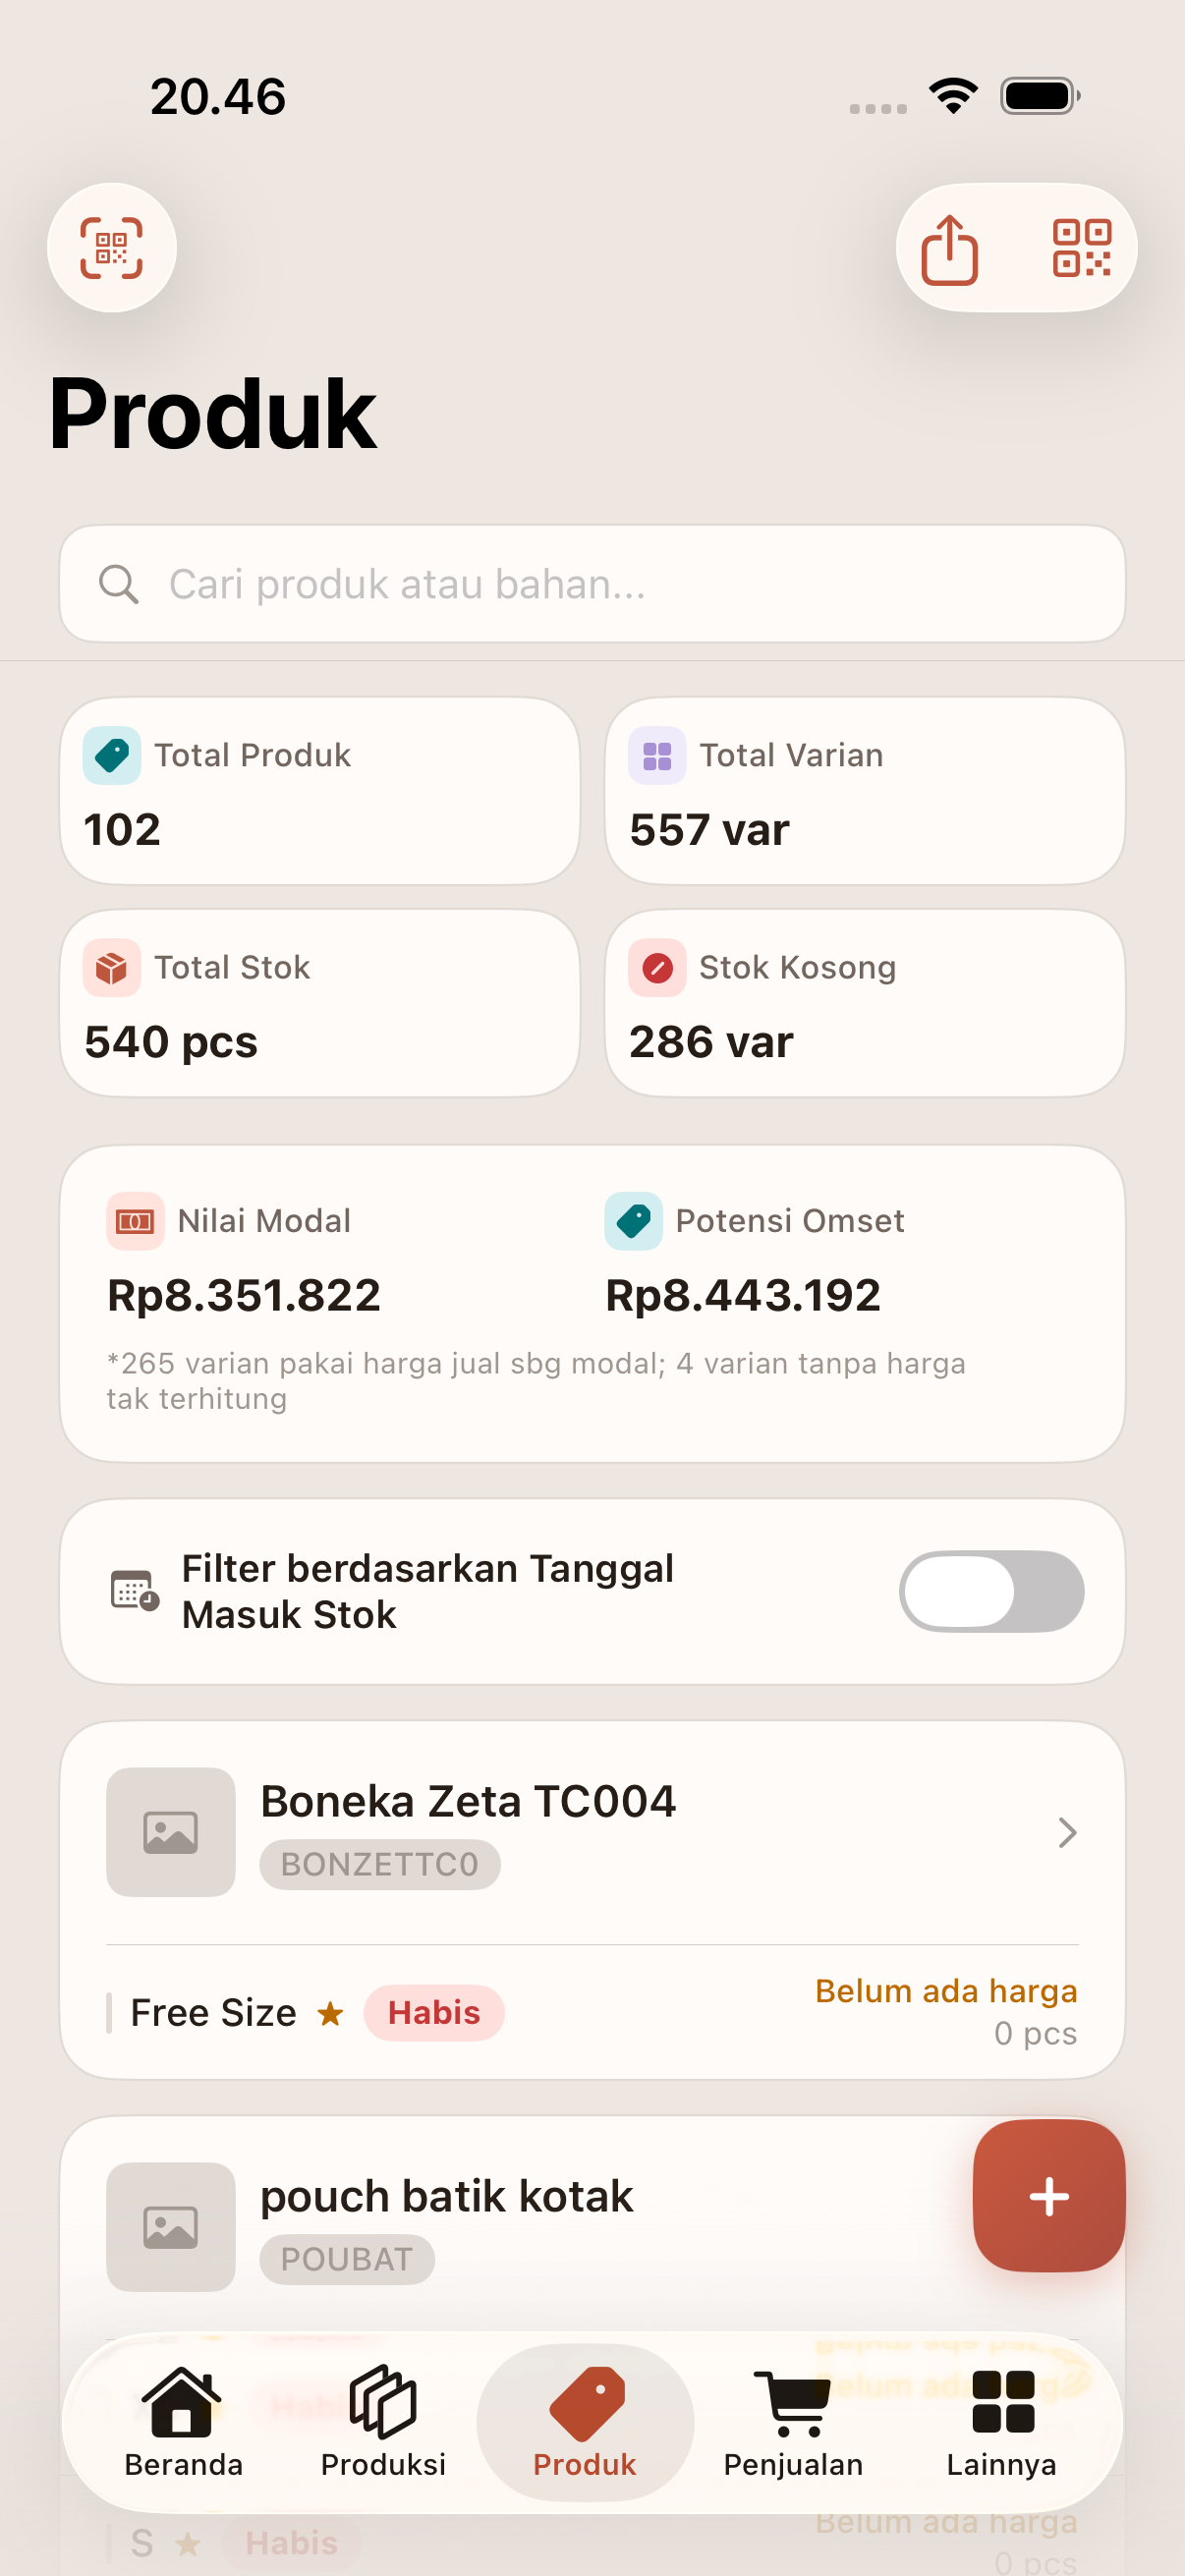 20.46
Produk
Cari produk atau bahan...
Total Produk
102
Total Varian
557 var
Total Stok
540 pcs
Stok Kosong
286 var
Nilai Modal
Rp8.351.822
Potensi Omset
Rp8.443.192
*265 varian pakai harga jual sbg modal; 4 varian tanpa harga
tak terhitung
Filter berdasarkan Tanggal
Masuk Stok
Boneka Zeta TC004
BONZETTC0
Free Size
Habis
Belum ada harga
0 pcs
pouch batik kotak
POUBAT
Habis
Belum ada harga
Beranda
Produksi
Produk
Penjualan
Lainnya
S
Habis
Belum ada harga
0 pcs